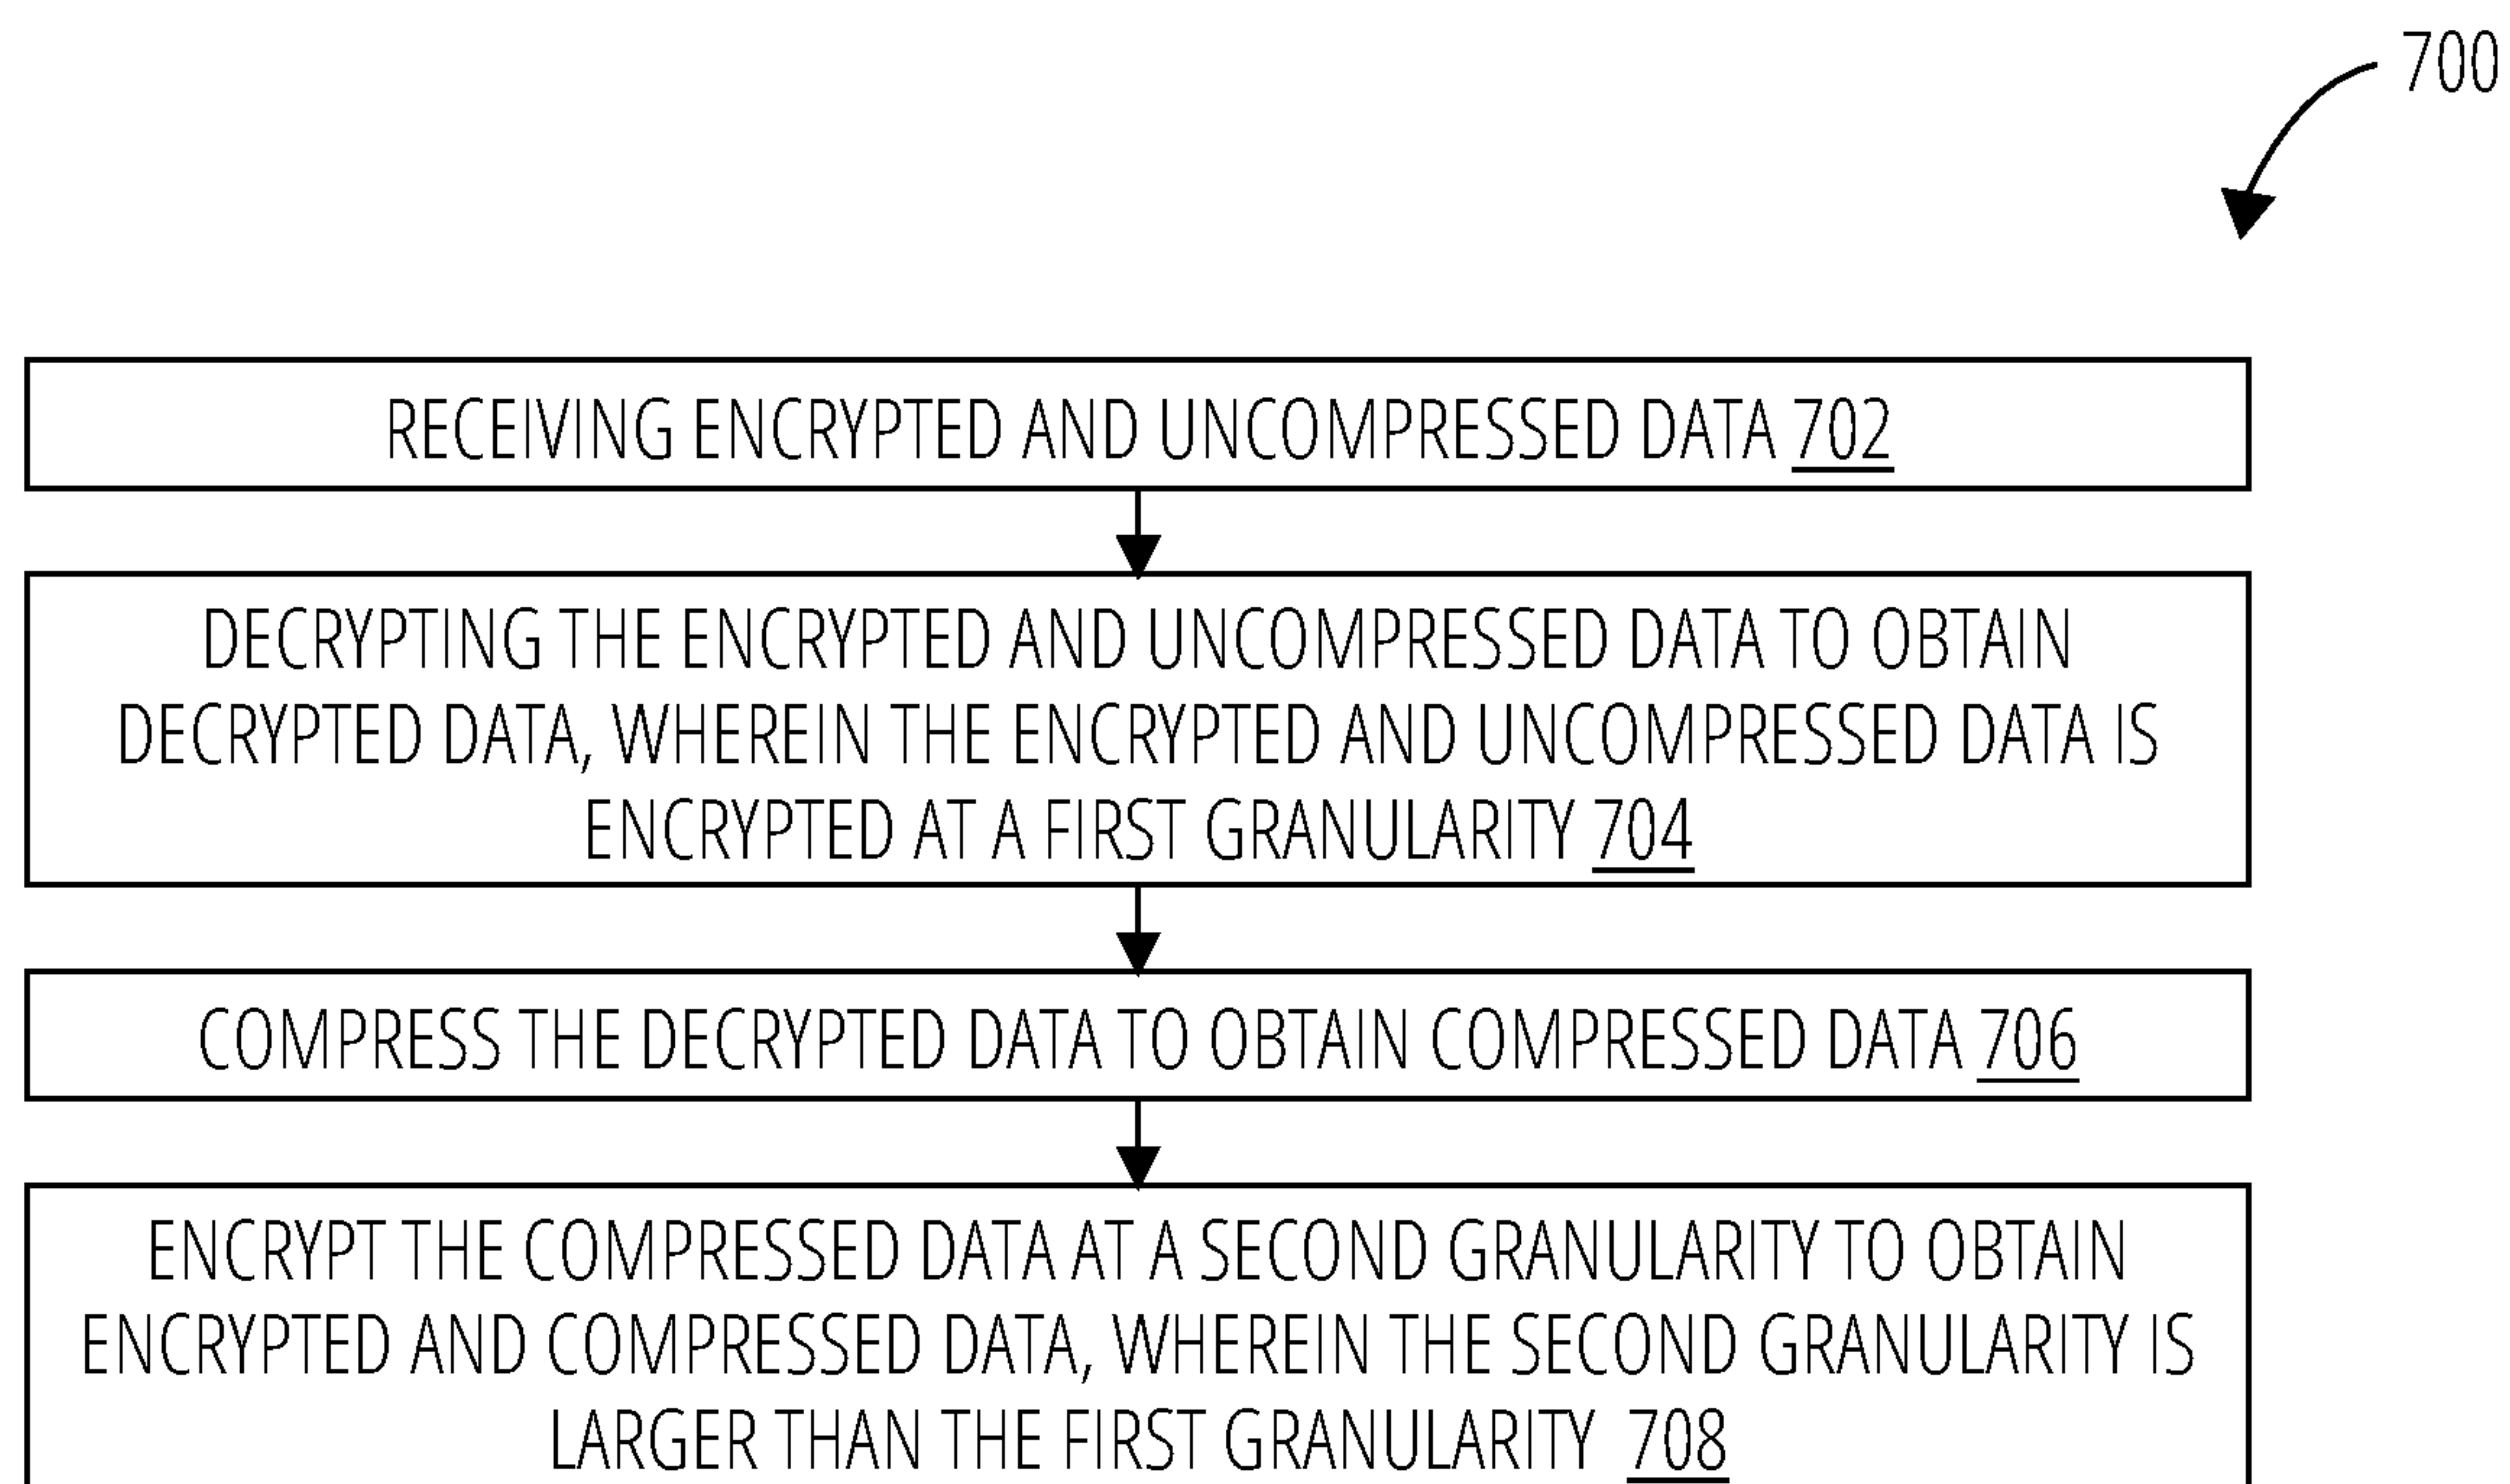 700
RECEIVING ENCRYPTED AND UNCOMPRESSED DATA 702
DECRYPTING THE ENCRYPTED AND UNCOMPRESSED DATA TO OBTAIN
DECRYPTED DATA, WHEREIN THE ENCRYPTED AND UNCOMPRESSED DATA IS
ENCRYPTED AT A FIRST GRANULARITY 704
COMPRESS THE DECRYPTED DATA TO OBTAIN COMPRESSED DATA 706
ENCRYPT THE COMPRESSED DATA AT A SECOND GRANULARITY TO OBTAIN
ENCRYPTED AND COMPRESSED DATA, WHEREIN THE SECOND GRANULARITY IS
LARGER THAN THE FIRST GRANULARITY 708